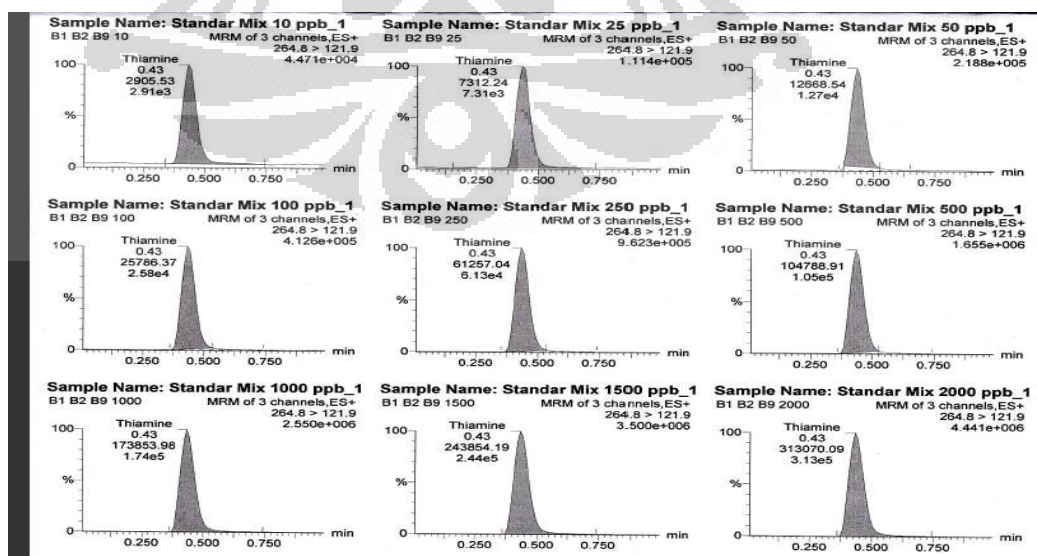 Sample Name: Standar Mix 10 ppb_1
B1 B2 B9 10
MRM of 3 channels,ES+
264.8 > 121.9
4.471e+004
100
Thiamine
0.43
2905.53
2.91e3
%
0
0.250 0.500 0.750 min
Sample Name: Standar Mix 25 ppb_1
B1 B2 B9 25
MRM of 3 channels,ES+
264.8 > 121.9
1.114e+005
100
Thiamine
0.43
7312.24
7.31e3
%
0
0.250 0.500 0.750 min
Sample Name: Standar Mix 50 ppb_1
B1 B2 B9 50
MRM of 3 channels,ES+
264.8 > 121.9
2.188e+005
100
Thiamine
0.43
12668.54
1.27e4
%
0
0.250 0.500 0.750 min
Sample Name: Standar Mix 100 ppb_1
B1 B2 B9 100
MRM of 3 channels,ES+
264.8 > 121.9
4.126e+005
100
Thiamine
0.43
25786.37
2.58e4
%
0
0.250 0.500 0.750 min
Sample Name: Standar Mix 250 ppb_1
B1 B2 B9 250
MRM of 3 channels,ES+
264.8 > 121.9
9.623e+005
100
Thiamine
0.43
61257.04
6.13e4
%
0
0.250 0.500 0.750 min
Sample Name: Standar Mix 500 ppb_1
B1 B2 B9 500
MRM of 3 channels,ES+
264.8 > 121.9
1.655e+006
100
Thiamine
0.43
104788.91
1.05e5
%
0
0.250 0.500 0.750 min
Sample Name: Standar Mix 1000 ppb_1
B1 B2 B9 1000
MRM of 3 channels,ES+
264.8 > 121.9
2.550e+006
100
Thiamine
0.43
173853.98
1.74e5
%
0
0.250 0.500 0.750 min
Sample Name: Standar Mix 1500 ppb_1
B1 B2 B9 1500
MRM of 3 channels,ES+
264.8 > 121.9
3.500e+006
100
Thiamine
0.43
243854.19
2.44e5
%
0
0.250 0.500 0.750 min
Sample Name: Standar Mix 2000 ppb_1
B1 B2 B9 2000
MRM of 3 channels,ES+
264.8 > 121.9
4.441e+006
100
Thiamine
0.43
313070.09
3.13e5
%
0
0.250 0.500 0.750 min